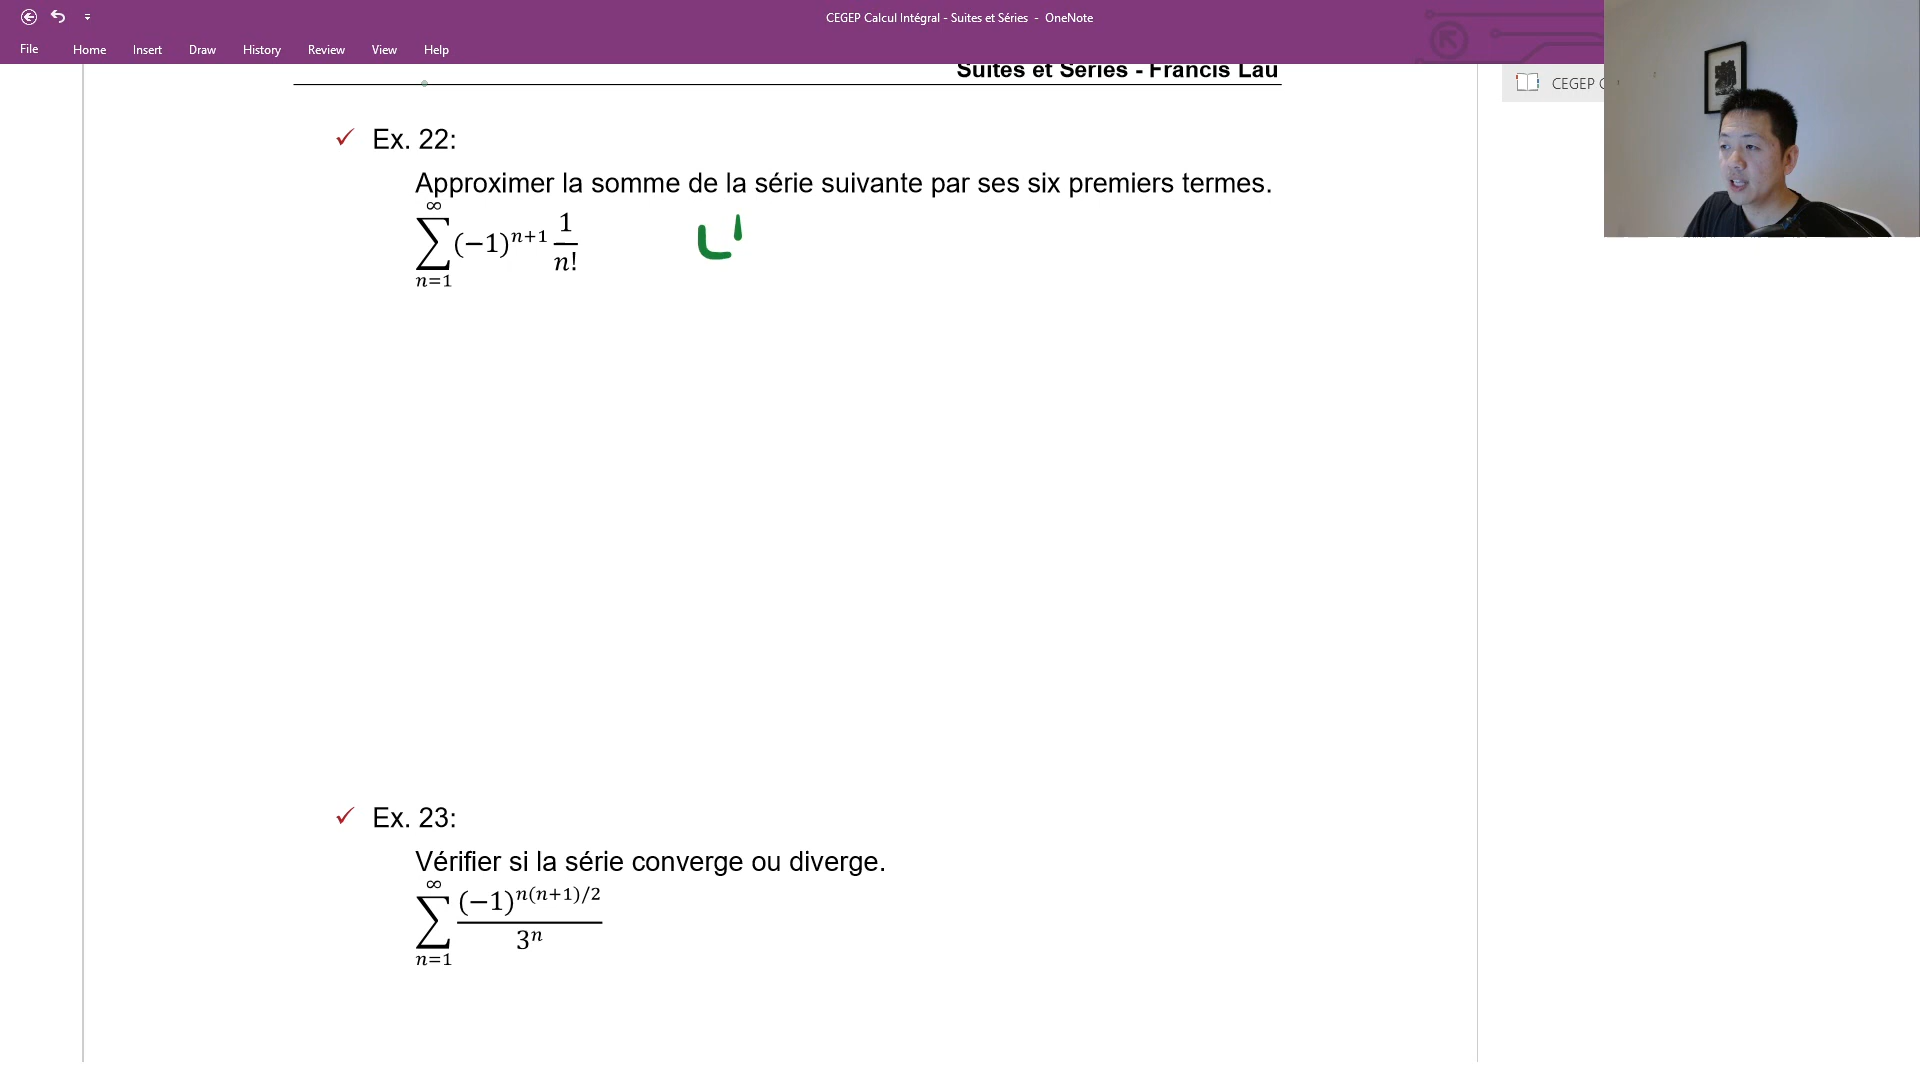 CEGEP Calcul Intégral - Suites et Séries - OneNote
File Home Insert Draw History Review View Help
Suites et Séries - Francis Lau
CEGEP
✓ Ex. 22:
Approximer la somme de la série suivante par ses six premiers termes.
∑_{n=1}^{∞} (−1)^{n+1} 1/n!
✓ Ex. 23:
Vérifier si la série converge ou diverge.
∑_{n=1}^{∞} (−1)^{n(n+1)/2} / 3^n